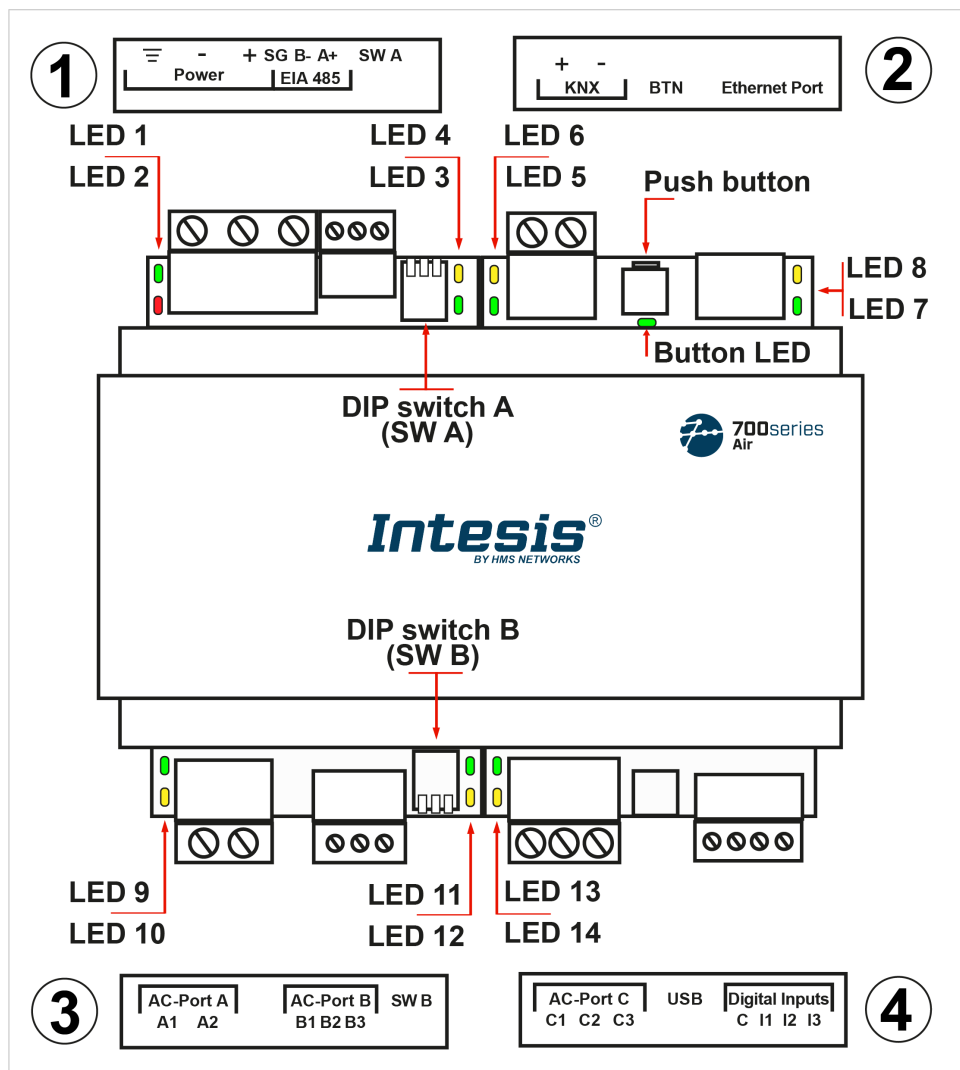 1
⏚ - + SG B- A+ SW A
Power EIA 485
2
+ -
KNX BTN Ethernet Port
LED 1
LED 2
LED 4
LED 3
LED 6
LED 5
Push button
LED 8
LED 7
Button LED
DIP switch A
(SW A)
700series
Air
Intesis®
BY HMS NETWORKS
DIP switch B
(SW B)
LED 9
LED 10
LED 11
LED 12
LED 13
LED 14
3
AC-Port A AC-Port B SW B
A1 A2 B1 B2 B3
4
AC-Port C USB Digital Inputs
C1 C2 C3 C I1 I2 I3